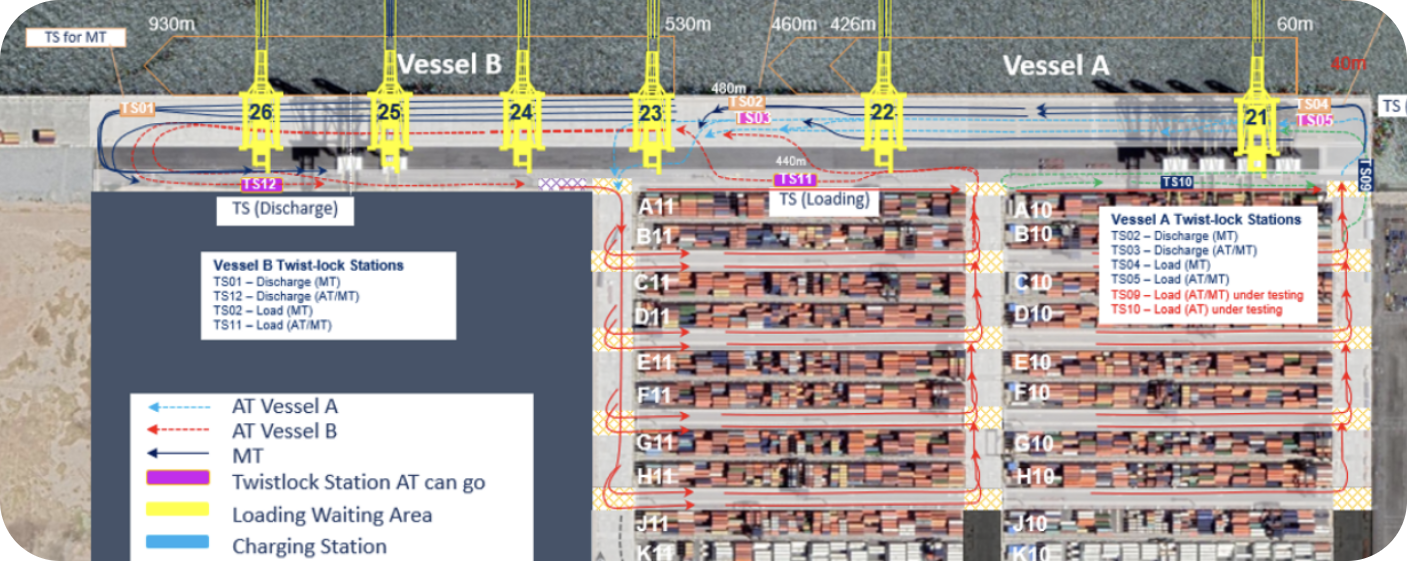 930m
530m
460m
426m
60m
TS for MT
Vessel B
Vessel A
40m
480m
TS01
TS02
TS03
TS04
TS05
TS (
26
25
24
23
22
21
440m
TS12
TS11
TS10
TS09
TS (Discharge)
TS (Loading)
A11
A10
B11
B10
C11
C10
D11
D10
E11
E10
F11
F10
G11
G10
H11
H10
J11
J10
K11
K10
Vessel A Twist-lock Stations
TS02 – Discharge (MT)
TS03 – Discharge (AT/MT)
TS04 – Load (MT)
TS05 – Load (AT/MT)
TS09 – Load (AT/MT) under testing
TS10 – Load (AT) under testing
Vessel B Twist-lock Stations
TS01 – Discharge (MT)
TS12 – Discharge (AT/MT)
TS02 – Load (MT)
TS11 – Load (AT/MT)
AT Vessel A
AT Vessel B
MT
Twistlock Station AT can go
Loading Waiting Area
Charging Station